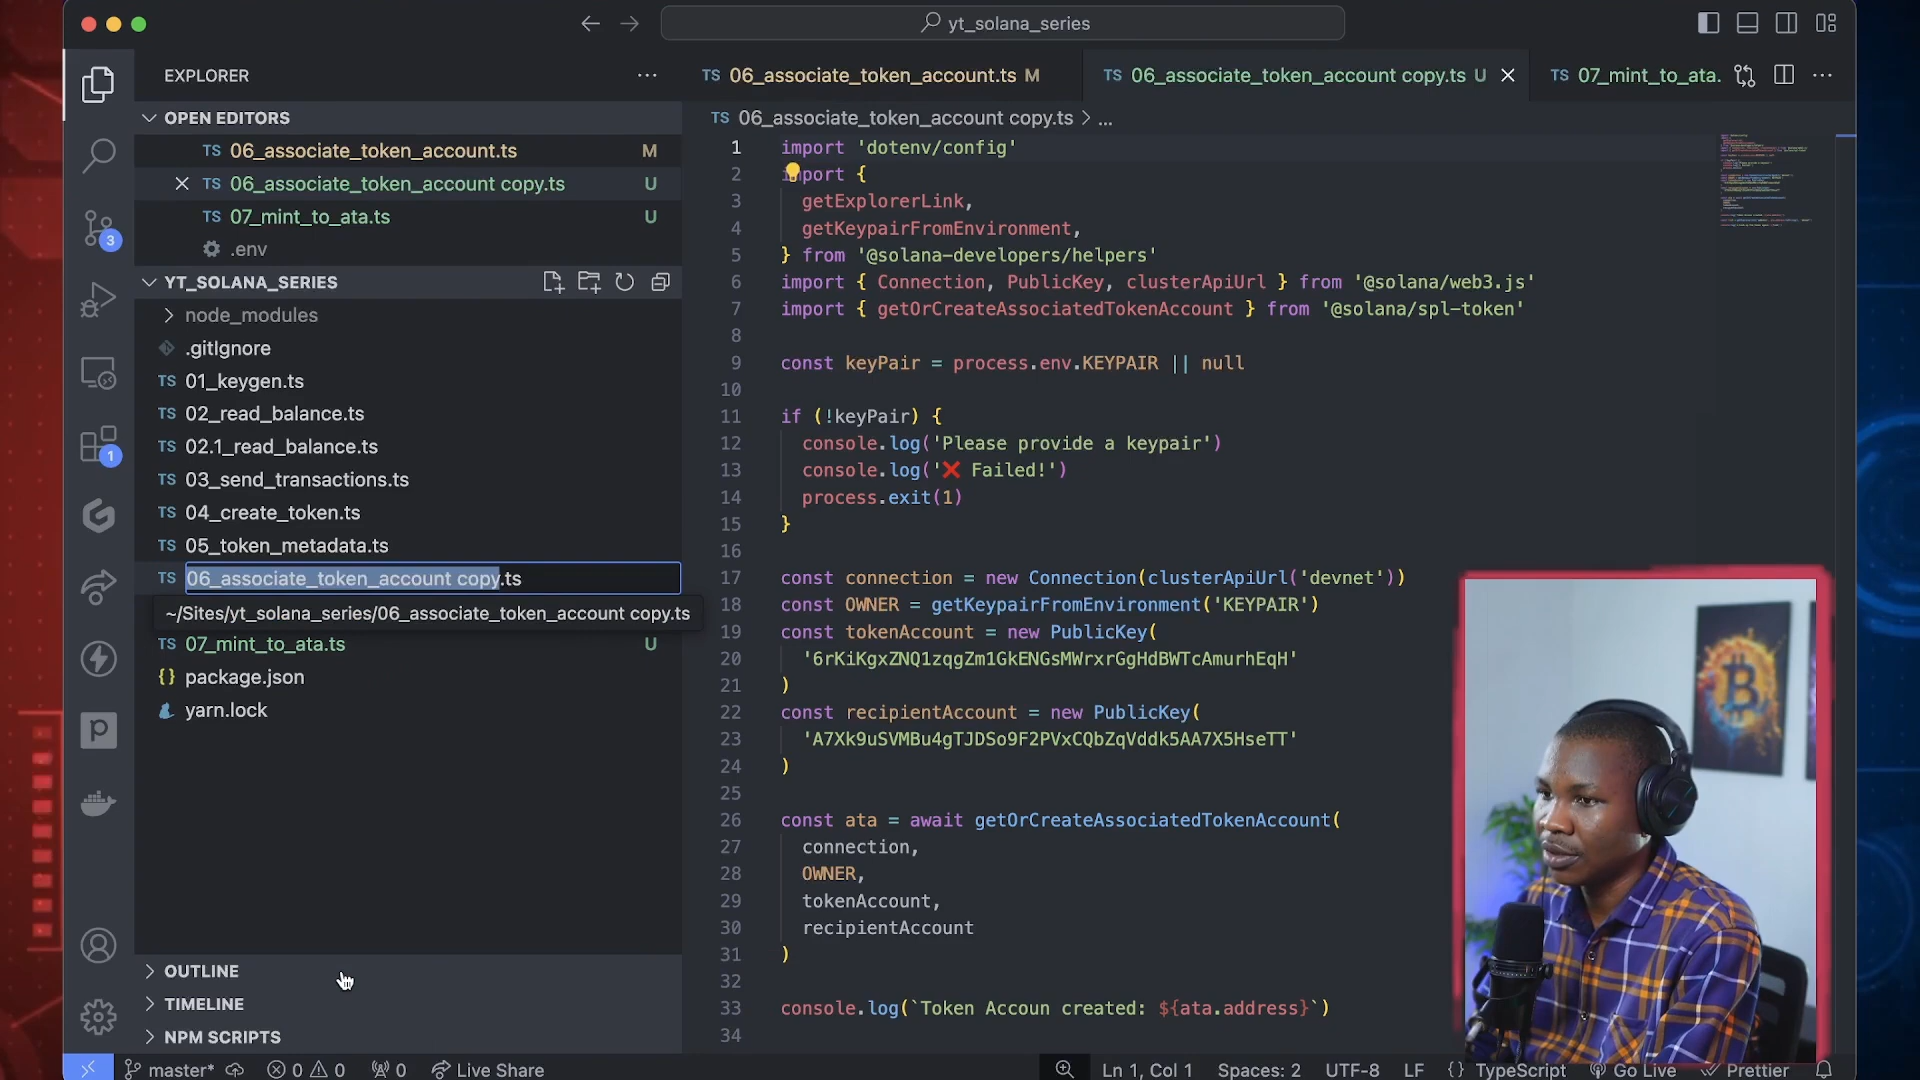 yt_solana_series
EXPLORER
OPEN EDITORS
TS 06_associate_token_account.ts M
TS 06_associate_token_account copy.ts U
TS 07_mint_to_ata.ts U
.env
YT_SOLANA_SERIES
node_modules
.gitIgnore
TS 01_keygen.ts
TS 02_read_balance.ts
TS 02.1_read_balance.ts
TS 03_send_transactions.ts
TS 04_create_token.ts
TS 05_token_metadata.ts
TS 06_associate_token_account copy.ts
~/Sites/yt_solana_series/06_associate_token_account copy.ts
TS 07_mint_to_ata.ts U
{} package.json
yarn.lock
OUTLINE
TIMELINE
NPM SCRIPTS
3
1
TS 06_associate_token_account.ts M
TS 06_associate_token_account copy.ts U
TS 07_mint_to_ata.
TS 06_associate_token_account copy.ts > ...
1 import 'dotenv/config'
2 import {
3 getExplorerLink,
4 getKeypairFromEnvironment,
5 } from '@solana-developers/helpers'
6 import { Connection, PublicKey, clusterApiUrl } from '@solana/web3.js'
7 import { getOrCreateAssociatedTokenAccount } from '@solana/spl-token'
8
9 const keyPair = process.env.KEYPAIR || null
10
11 if (!keyPair) {
12 console.log('Please provide a keypair')
13 console.log('❌ Failed!')
14 process.exit(1)
15 }
16
17 const connection = new Connection(clusterApiUrl('devnet'))
18 const OWNER = getKeypairFromEnvironment('KEYPAIR')
19 const tokenAccount = new PublicKey(
20 '6rKiKgxZNQ1zqgZm1GkENGsMWrxrGgHdBWTcAmurhEqH'
21 )
22 const recipientAccount = new PublicKey(
23 'A7Xk9uSVMBu4gTJDSo9F2PVxCQbZqVddk5AA7X5HseTT'
24 )
25
26 const ata = await getOrCreateAssociatedTokenAccount(
27 connection,
28 OWNER,
29 tokenAccount,
30 recipientAccount
31 )
32
33 console.log(`Token Accoun created: ${ata.address}`)
34
master* 0 0 0 Live Share
Ln 1, Col 1 Spaces: 2 UTF-8 LF {} TypeScript Go Live Prettier